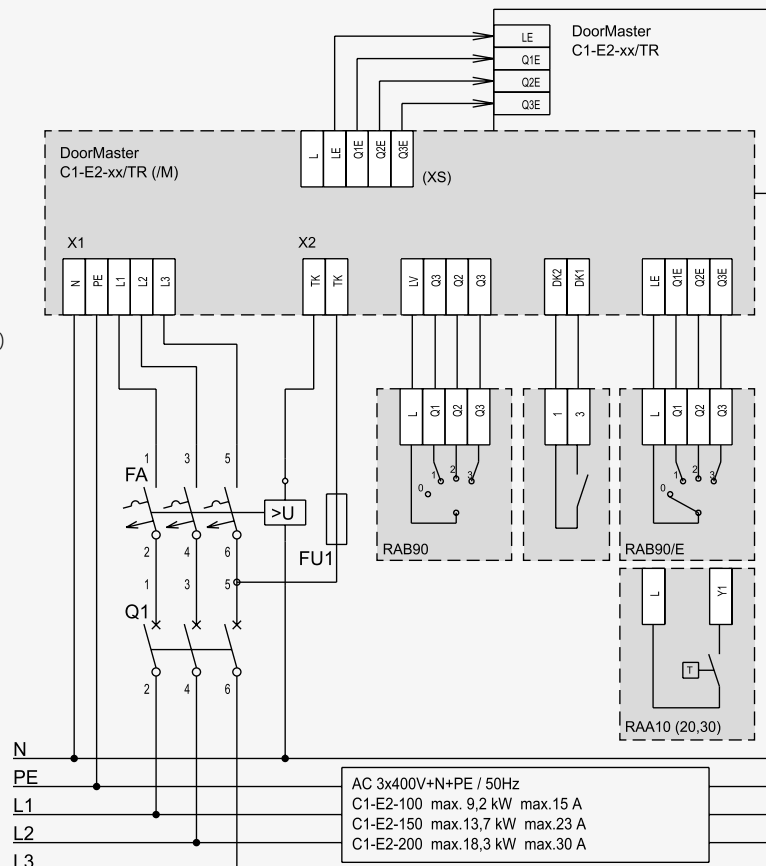 DoorMaster
C1-E2-xx/TR
LE
Q1E
Q2E
Q3E
DoorMaster
C1-E2-xx/TR (/M)
L LE Q1E Q2E Q3E
(XS)
X1 X2
N PE L1 L2 L3 TK TK LV Q3 Q2 Q3 DK2 DK1 LE Q1E Q2E Q3E
)
L Q1 Q2 Q3 1 3 L Q1 Q2 Q3
1 3 5
FA
0 1 2 3
0 1 2 3
>U
2 4 6
FU1
RAB90 RAB90/E
1 3 5
L Y1
Q1
T
2 4 6
RAA10 (20,30)
N
PE
L1
L2
L3
AC 3x400V+N+PE / 50Hz
C1-E2-100 max. 9,2 kW max.15 A
C1-E2-150 max.13,7 kW max.23 A
C1-E2-200 max.18,3 kW max.30 A